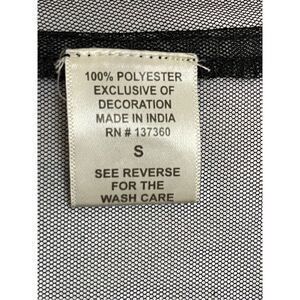 100% POLYESTER
EXCLUSIVE OF
DECORATION
MADE IN INDIA
RN # 137360
S
SEE REVERSE
FOR THE
WASH CARE